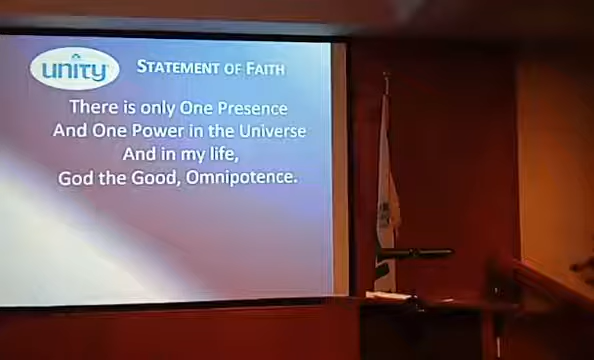 unity
STATEMENT OF FAITH
There is only One Presence
And One Power in the Universe
And in my life,
God the Good, Omnipotence.